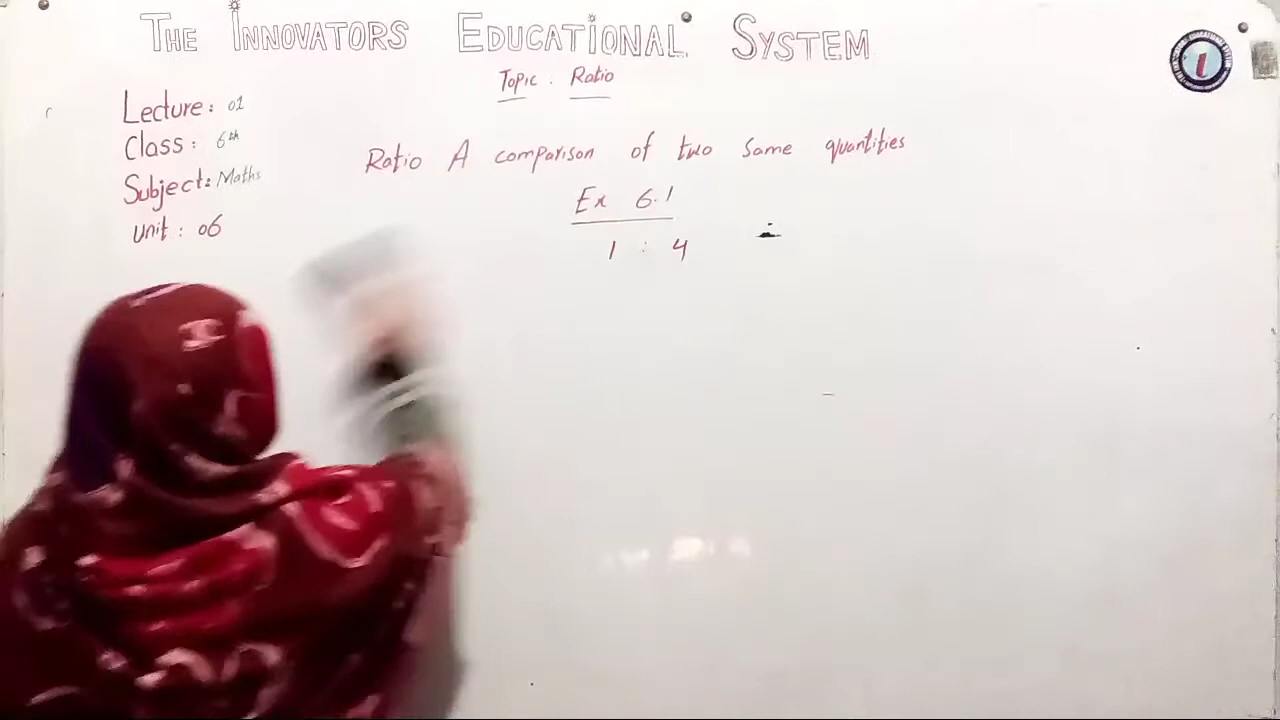 THE INNOVATORS EDUCATIONAL SYSTEM
Topic . Ratio
Lecture: 01
Class: 6th
Subject: Maths
Unit: 06
Ratio A comparison of two same quantities
Ex 6.1
1 : 4